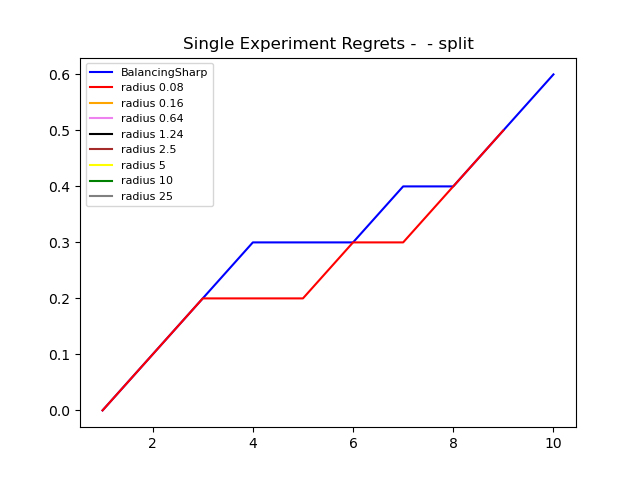 Single Experiment Regrets -  - split
BalancingSharp
radius 0.08
radius 0.16
radius 0.64
radius 1.24
radius 2.5
radius 5
radius 10
radius 25
0.6
0.5
0.4
0.3
0.2
0.1
0.0
2 4 6 8 10